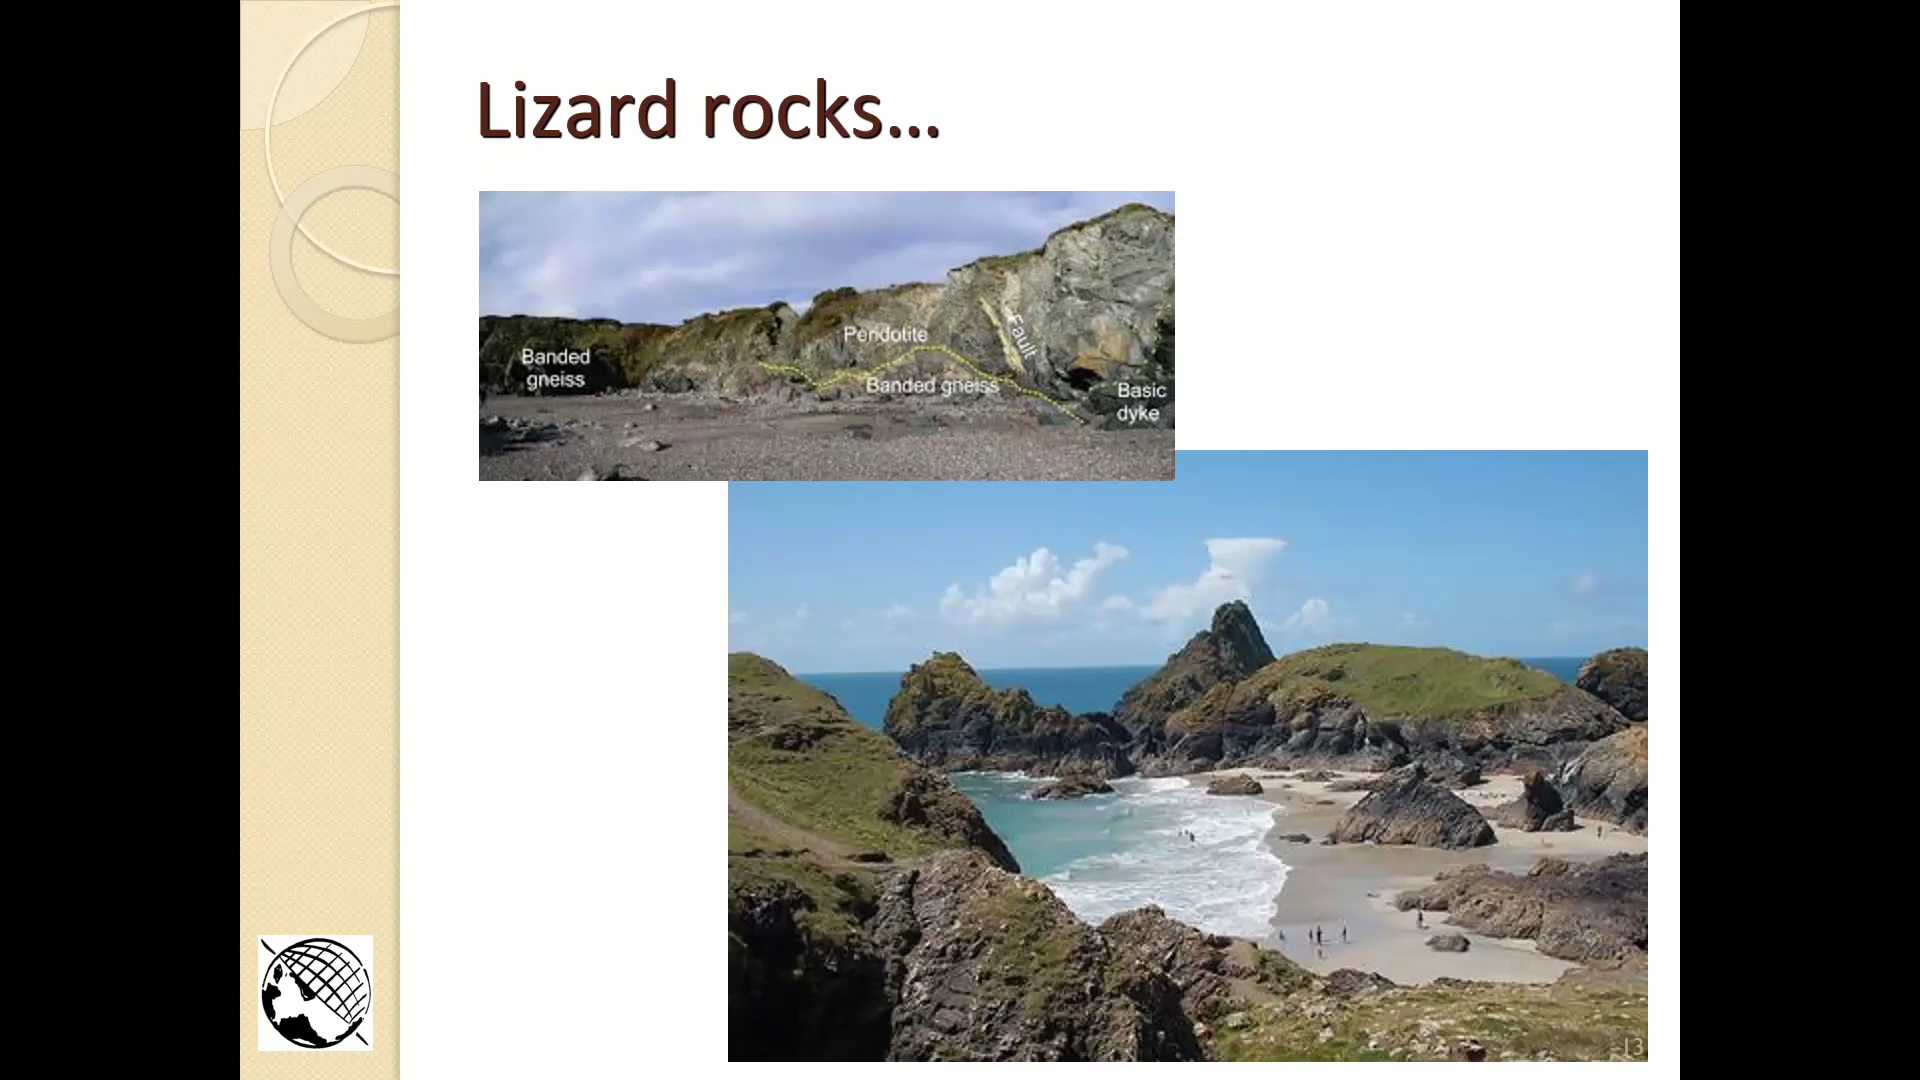 Lizard rocks...
Peridotite
Fault
Banded
gneiss
Banded gneiss
Basic
dyke
13